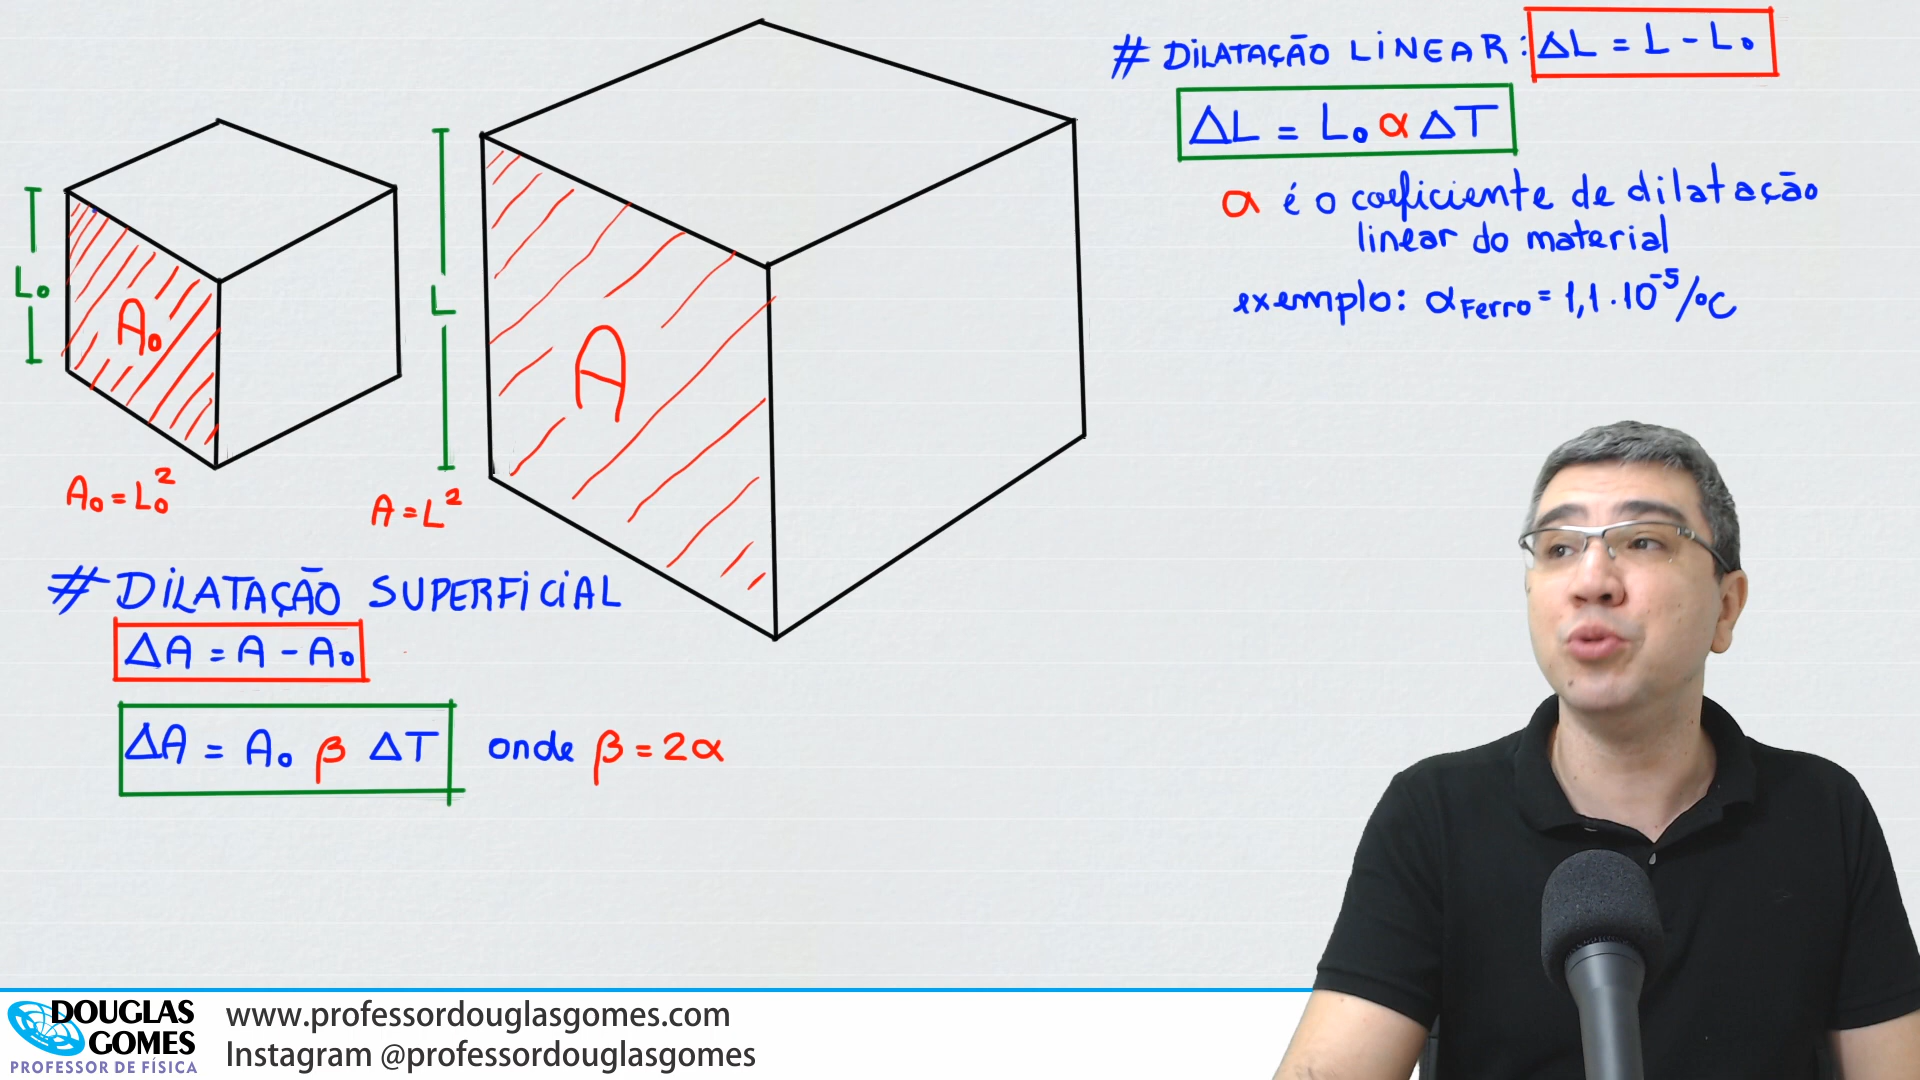 # DILATAÇÃO LINEAR: ΔL = L - L₀
ΔL = L₀ α ΔT
α é o coeficiente de dilatação
linear do material
exemplo: α Ferro = 1,1 . 10⁻⁵/°C
L₀
A₀
L
A
A₀ = L₀²
A = L²
# DILATAÇÃO SUPERFICIAL
ΔA = A - A₀
ΔA = A₀ β ΔT onde β = 2α
DOUGLAS
GOMES
PROFESSOR DE FÍSICA
www.professordouglasgomes.com
Instagram @professordouglasgomes